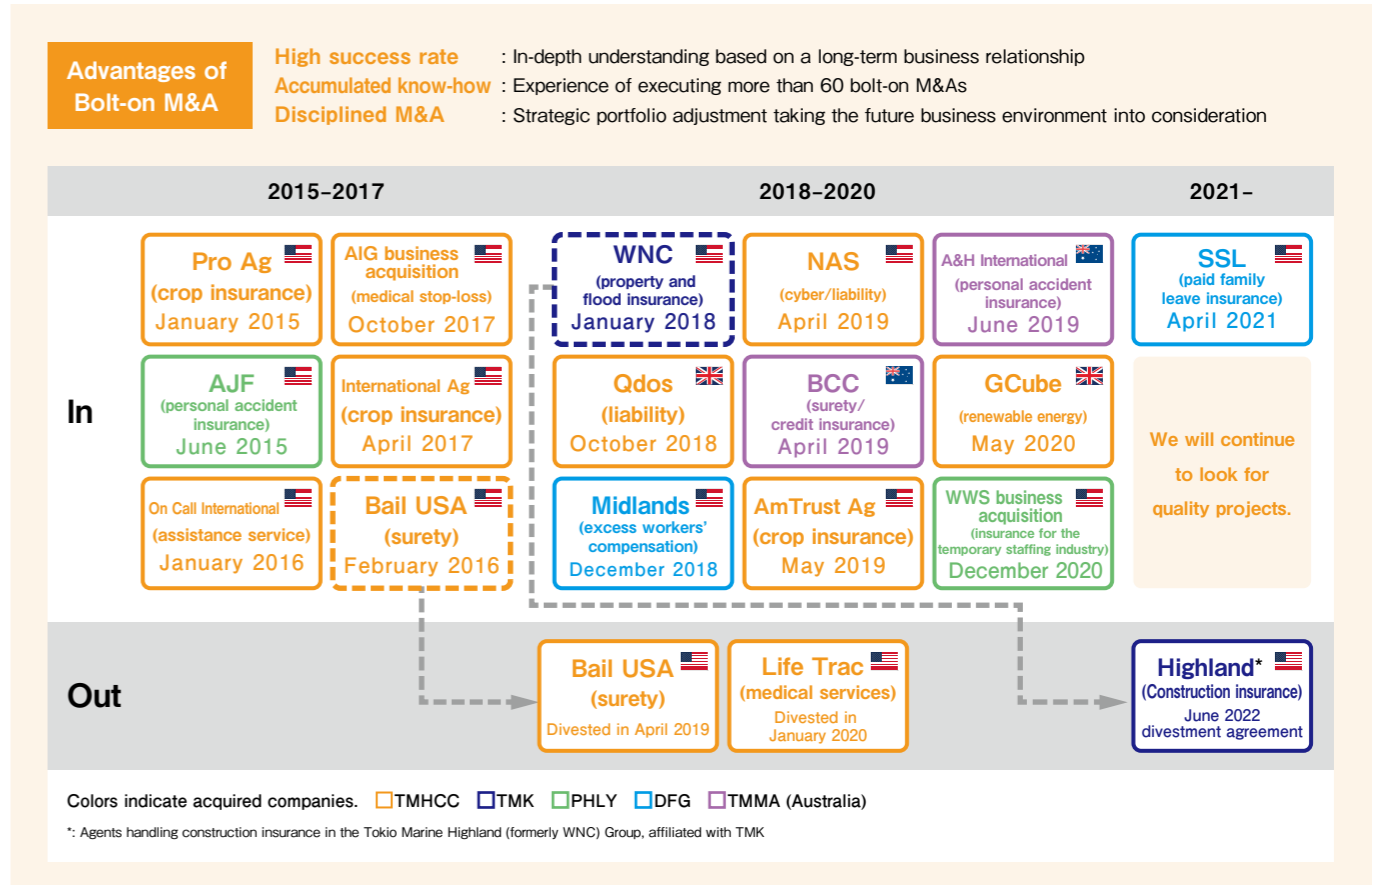 Advantages of
Bolt-on M&A
High success rate : In-depth understanding based on a long-term business relationship
Accumulated know-how : Experience of executing more than 60 bolt-on M&As
Disciplined M&A : Strategic portfolio adjustment taking the future business environment into consideration
2015–2017
2018–2020
2021–
In
Pro Ag
(crop insurance)
January 2015
AIG business
acquisition
(medical stop-loss)
October 2017
WNC
(property and
flood insurance)
January 2018
NAS
(cyber/liability)
April 2019
A&H International
(personal accident
insurance)
June 2019
SSL
(paid family
leave insurance)
April 2021
AJF
(personal accident
insurance)
June 2015
International Ag
(crop insurance)
April 2017
Qdos
(liability)
October 2018
BCC
(surety/
credit insurance)
April 2019
GCube
(renewable energy)
May 2020
We will continue
to look for
quality projects.
On Call International
(assistance service)
January 2016
Bail USA
(surety)
February 2016
Midlands
(excess workers’
compensation)
December 2018
AmTrust Ag
(crop insurance)
May 2019
WWS business
acquisition
(insurance for the
temporary staffing industry)
December 2020
Out
Bail USA
(surety)
Divested in April 2019
Life Trac
(medical services)
Divested in
January 2020
Highland*
(Construction insurance)
June 2022
divestment agreement
Colors indicate acquired companies. TMHCC TMK PHLY DFG TMMA (Australia)
*: Agents handling construction insurance in the Tokio Marine Highland (formerly WNC) Group, affiliated with TMK